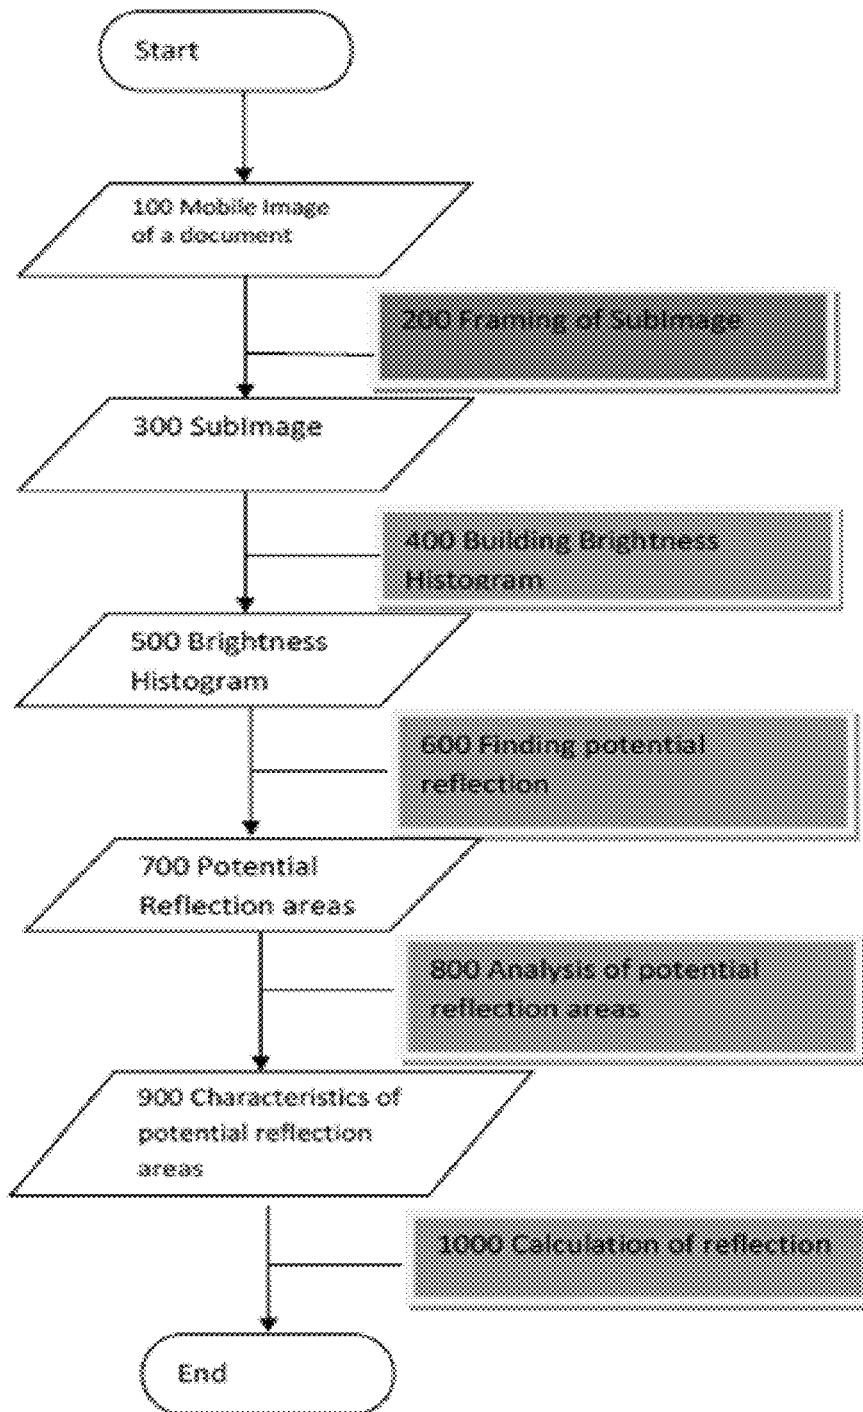 Start
100 Mobile Image
of a document
200 Framing of SubImage
300 SubImage
400 Building Brightness
Histogram
500 Brightness
Histogram
600 Finding potential
reflection
700 Potential
Reflection areas
800 Analysis of potential
reflection areas
900 Characteristics of
potential reflection
areas
1000 Calculation of reflection
End